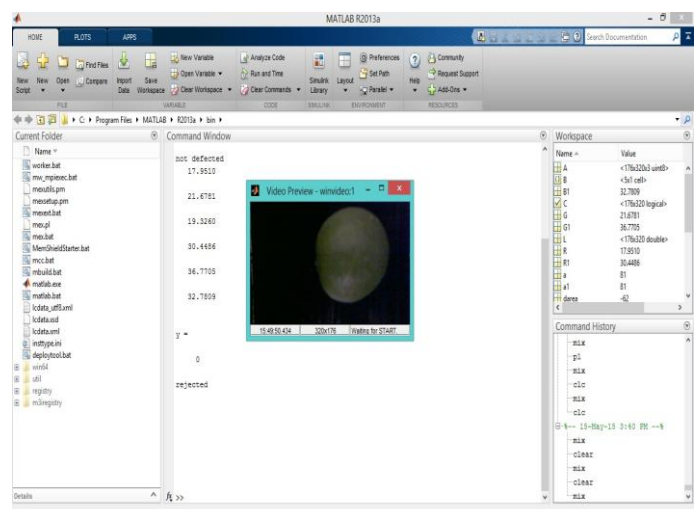 MATLAB R2013a
HOME PLOTS APPS Search Documentation
New Script New Open Find Files Compare Import Data Save Workspace New Variable Open Variable Clear Workspace Analyze Code Run and Time Clear Commands Simulink Library Layout Preferences Set Path Parallel Help Community Request Support Add-Ons
FILE VARIABLE CODE SIMULINK ENVIRONMENT RESOURCES
C: Program Files MATLAB R2013a bin
Current Folder
Name
worker.bat
mw_mpiexec.bat
mexutils.pm
mexsetup.pm
mexext.bat
mex.pl
mex.bat
MemShieldStarter.bat
mcc.bat
mbuild.bat
matlab.exe
matlab.bat
lcdata_utf8.xml
lcdata.xsd
lcdata.xml
insttype.ini
deploytool.bat
win64
util
registry
m3iregistry
Details
Command Window
not defected
17.9510
21.6781
19.3260
30.4486
36.7705
32.7809
y =
0
rejected
fx >>
Video Preview - winvideo:1
15:49:50.434 320x176 Waiting for START.
Workspace
Name Value
A <176x320x3 uint8>
B <5x1 cell>
B1 32.7809
C <176x320 logical>
G 21.6781
G1 36.7705
L <176x320 double>
R 17.9510
R1 30.4486
a 81
a1 81
darea -62
Command History
mix
p1
mix
clc
mix
clc
mix
clear
mix
clear
mix